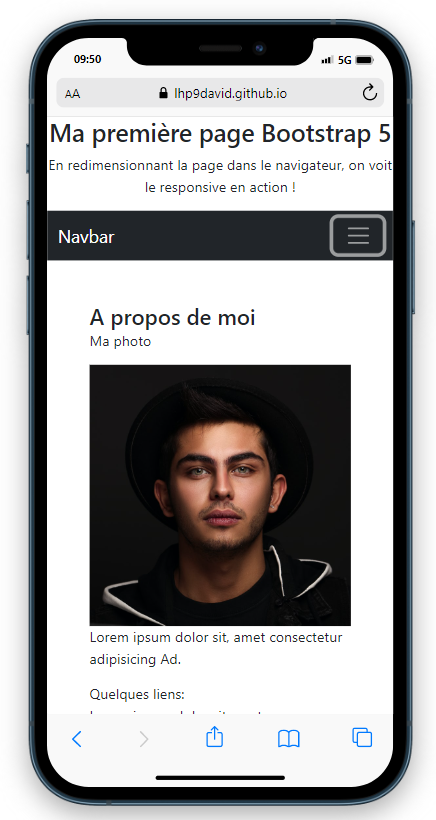 09:50
5G
AA
lhp9david.github.io
Ma première page Bootstrap 5
En redimensionnant la page dans le navigateur, on voit
le responsive en action !
Navbar
A propos de moi
Ma photo
Lorem ipsum dolor sit, amet consectetur
adipisicing Ad.
Quelques liens: